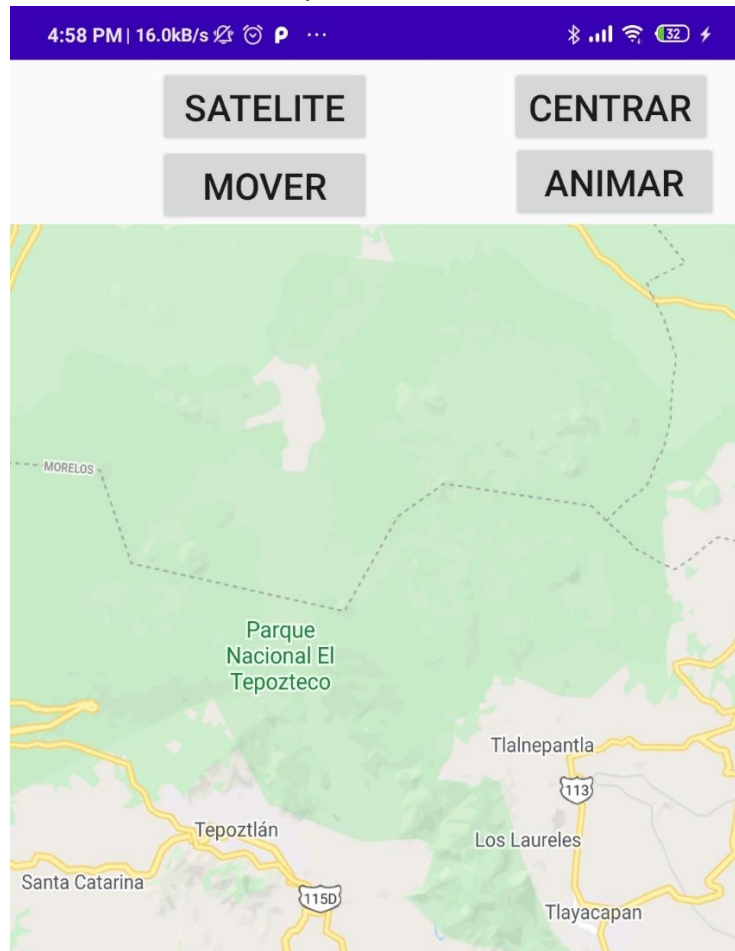 4:58 PM | 16.0kB/s ... 32
SATELITE CENTRAR
MOVER ANIMAR
MORELOS
Parque
Nacional El
Tepozteco
Tlalnepantla
113
Tepoztlán
Los Laureles
Santa Catarina
115D
Tlayacapan